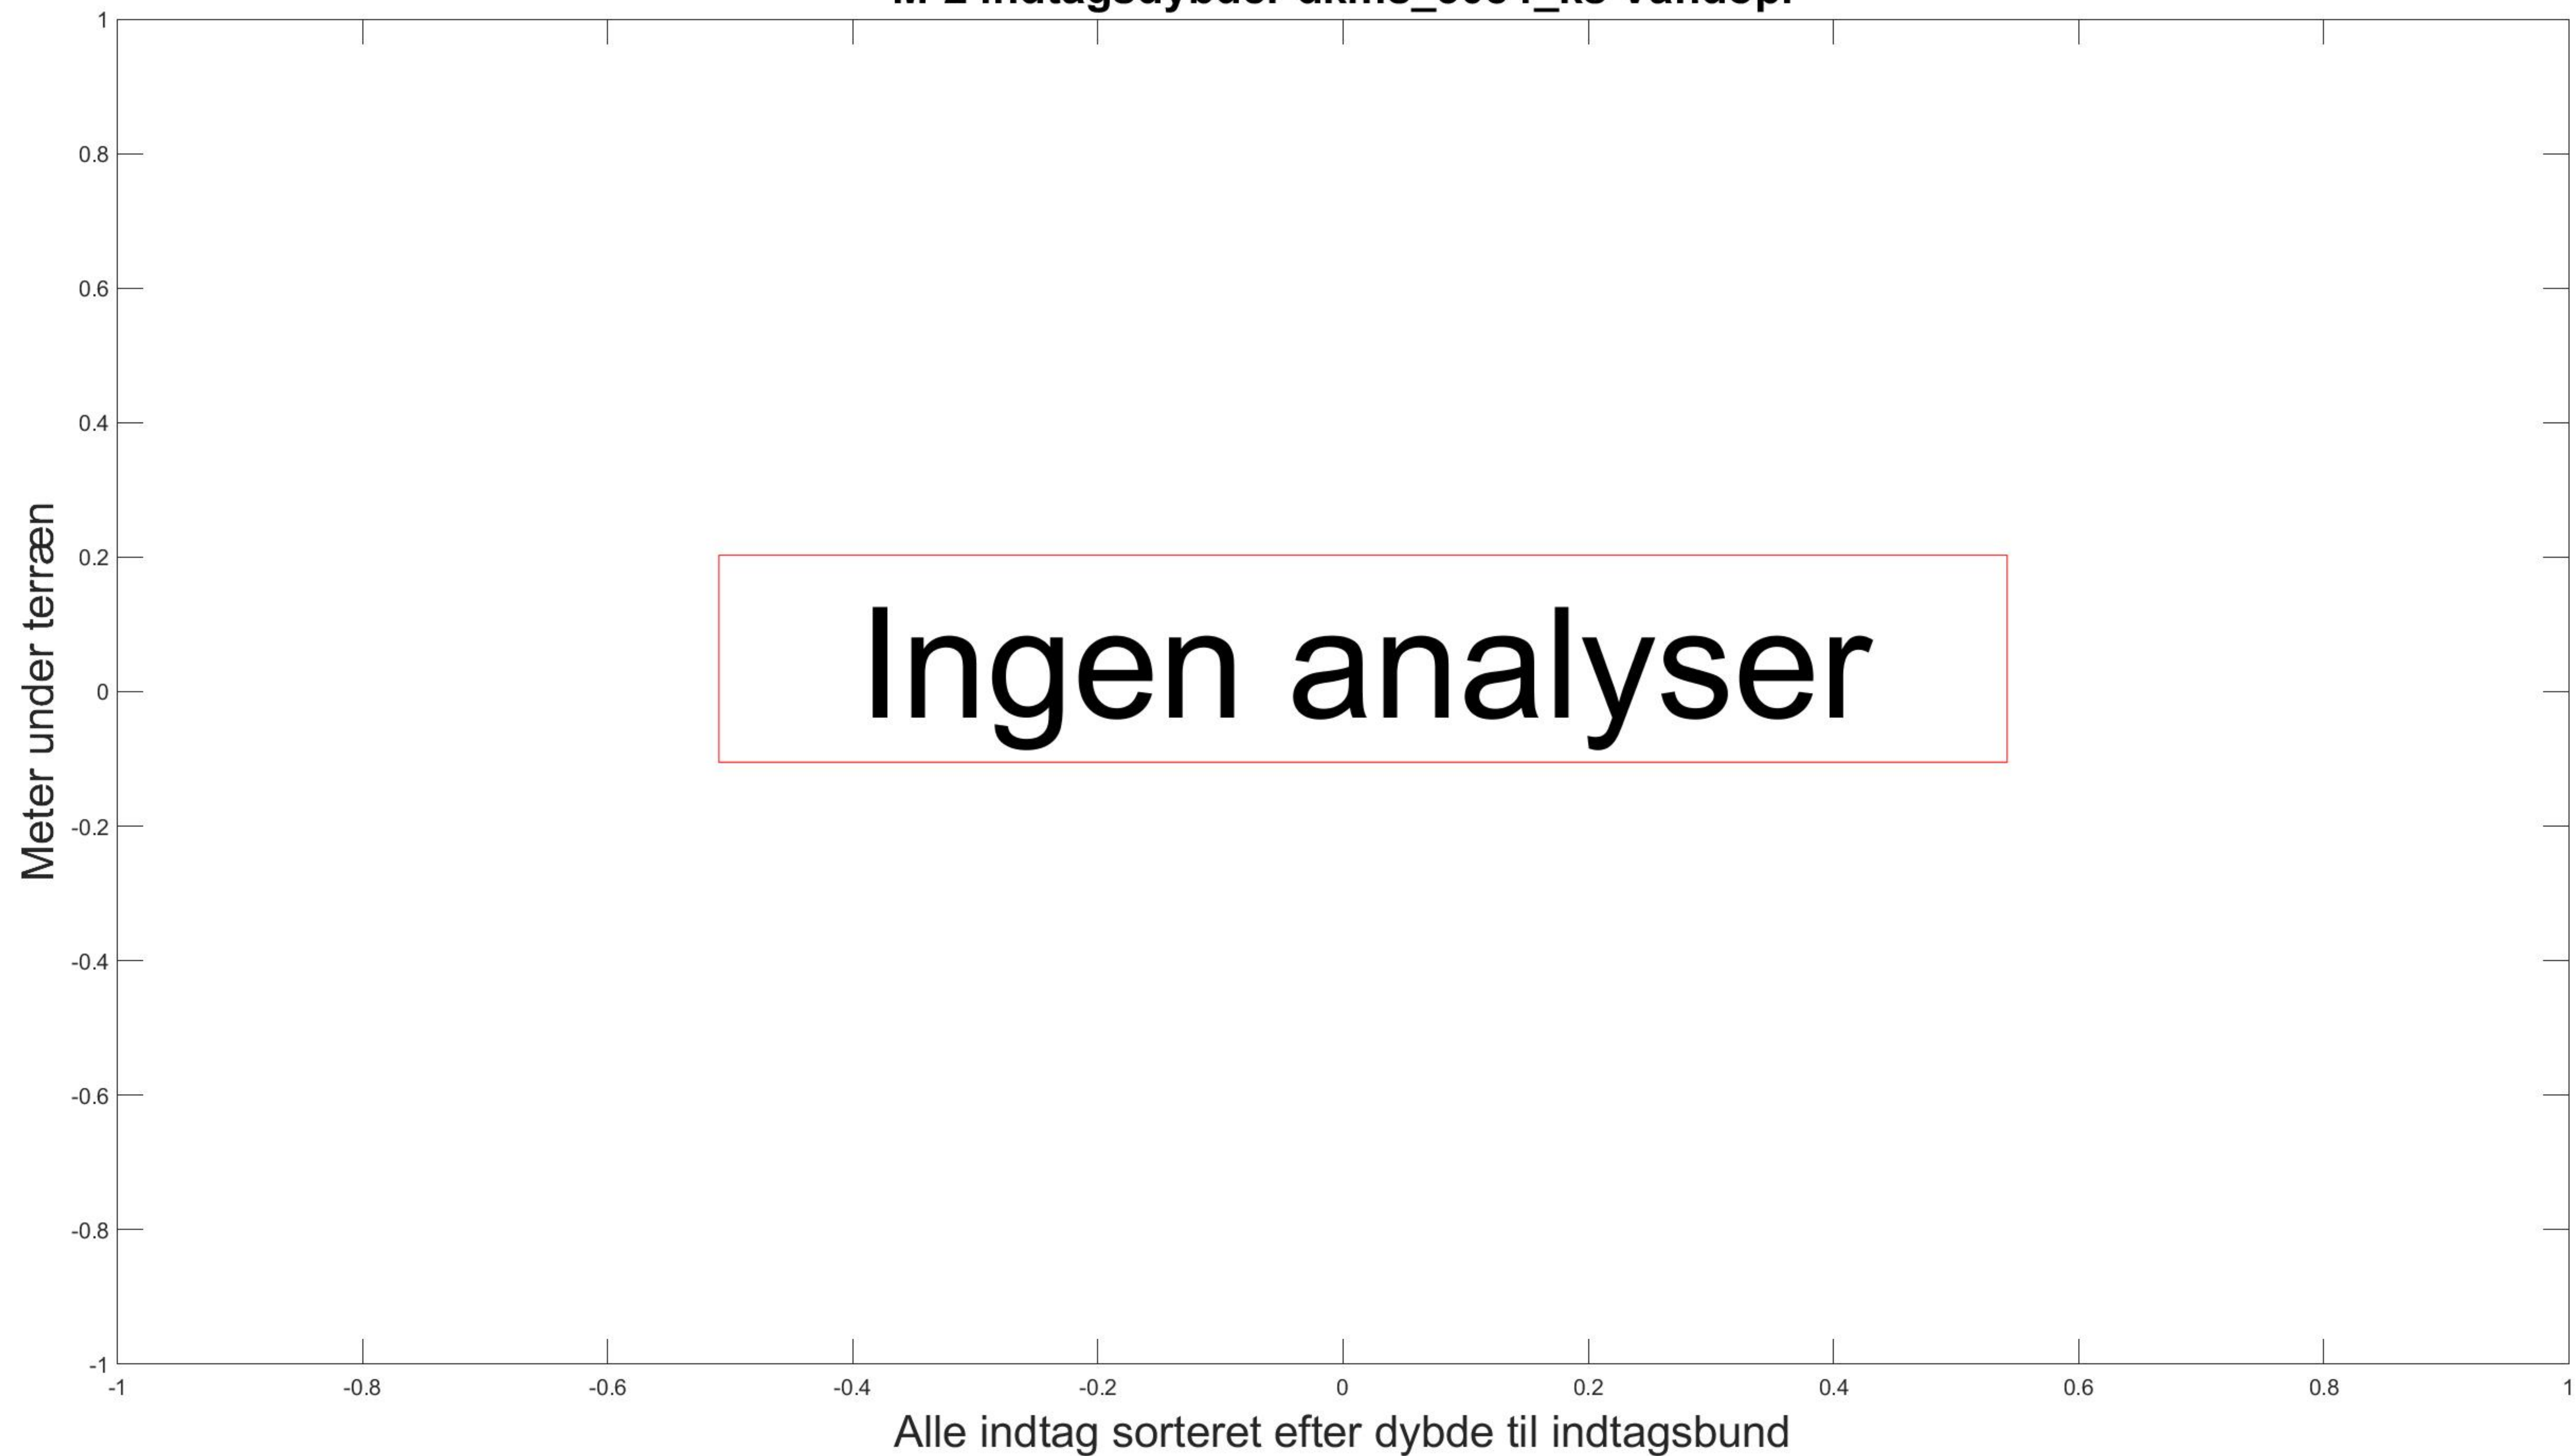 1
0.8
0.6
0.4
0.2
0
-0.2
-0.4
-0.6
-0.8
-1
Meter under terræn
Ingen analyser
-1 -0.8 -0.6 -0.4 -0.2 0 0.2 0.4 0.6 0.8 1
Alle indtag sorteret efter dybde til indtagsbund